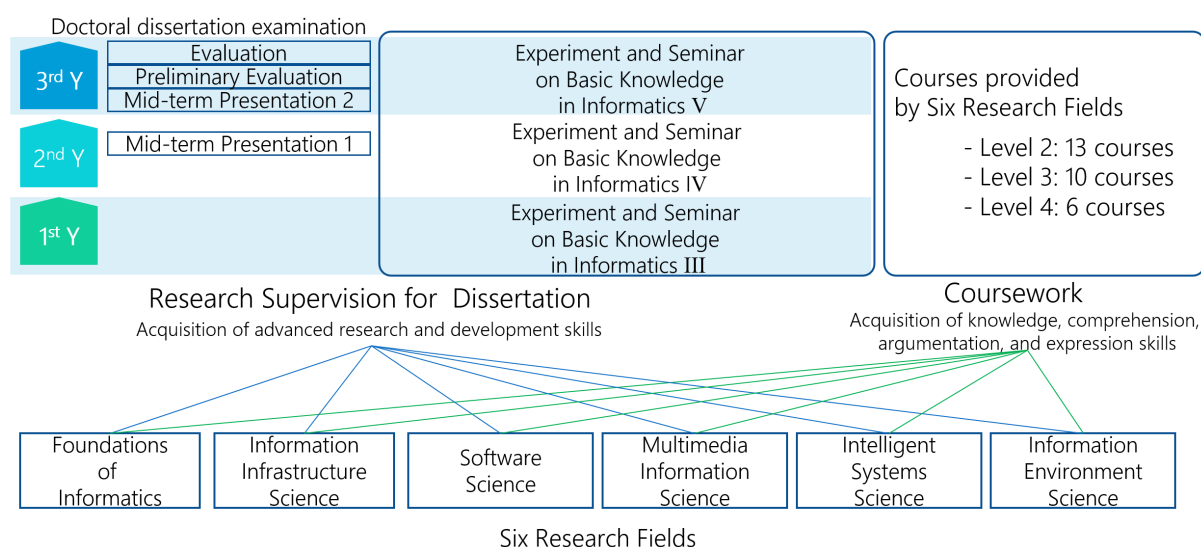 Doctoral dissertation examination
3rd Y
Evaluation
Preliminary Evaluation
Mid-term Presentation 2
Experiment and Seminar
on Basic Knowledge
in Informatics Ⅴ
2nd Y
Mid-term Presentation 1
Experiment and Seminar
on Basic Knowledge
in Informatics Ⅳ
1st Y
Experiment and Seminar
on Basic Knowledge
in Informatics Ⅲ
Courses provided
by Six Research Fields
- Level 2: 13 courses
- Level 3: 10 courses
- Level 4: 6 courses
Research Supervision for Dissertation
Acquisition of advanced research and development skills
Coursework
Acquisition of knowledge, comprehension,
argumentation, and expression skills
Foundations
of
Informatics
Information
Infrastructure
Science
Software
Science
Multimedia
Information
Science
Intelligent
Systems
Science
Information
Environment
Science
Six Research Fields